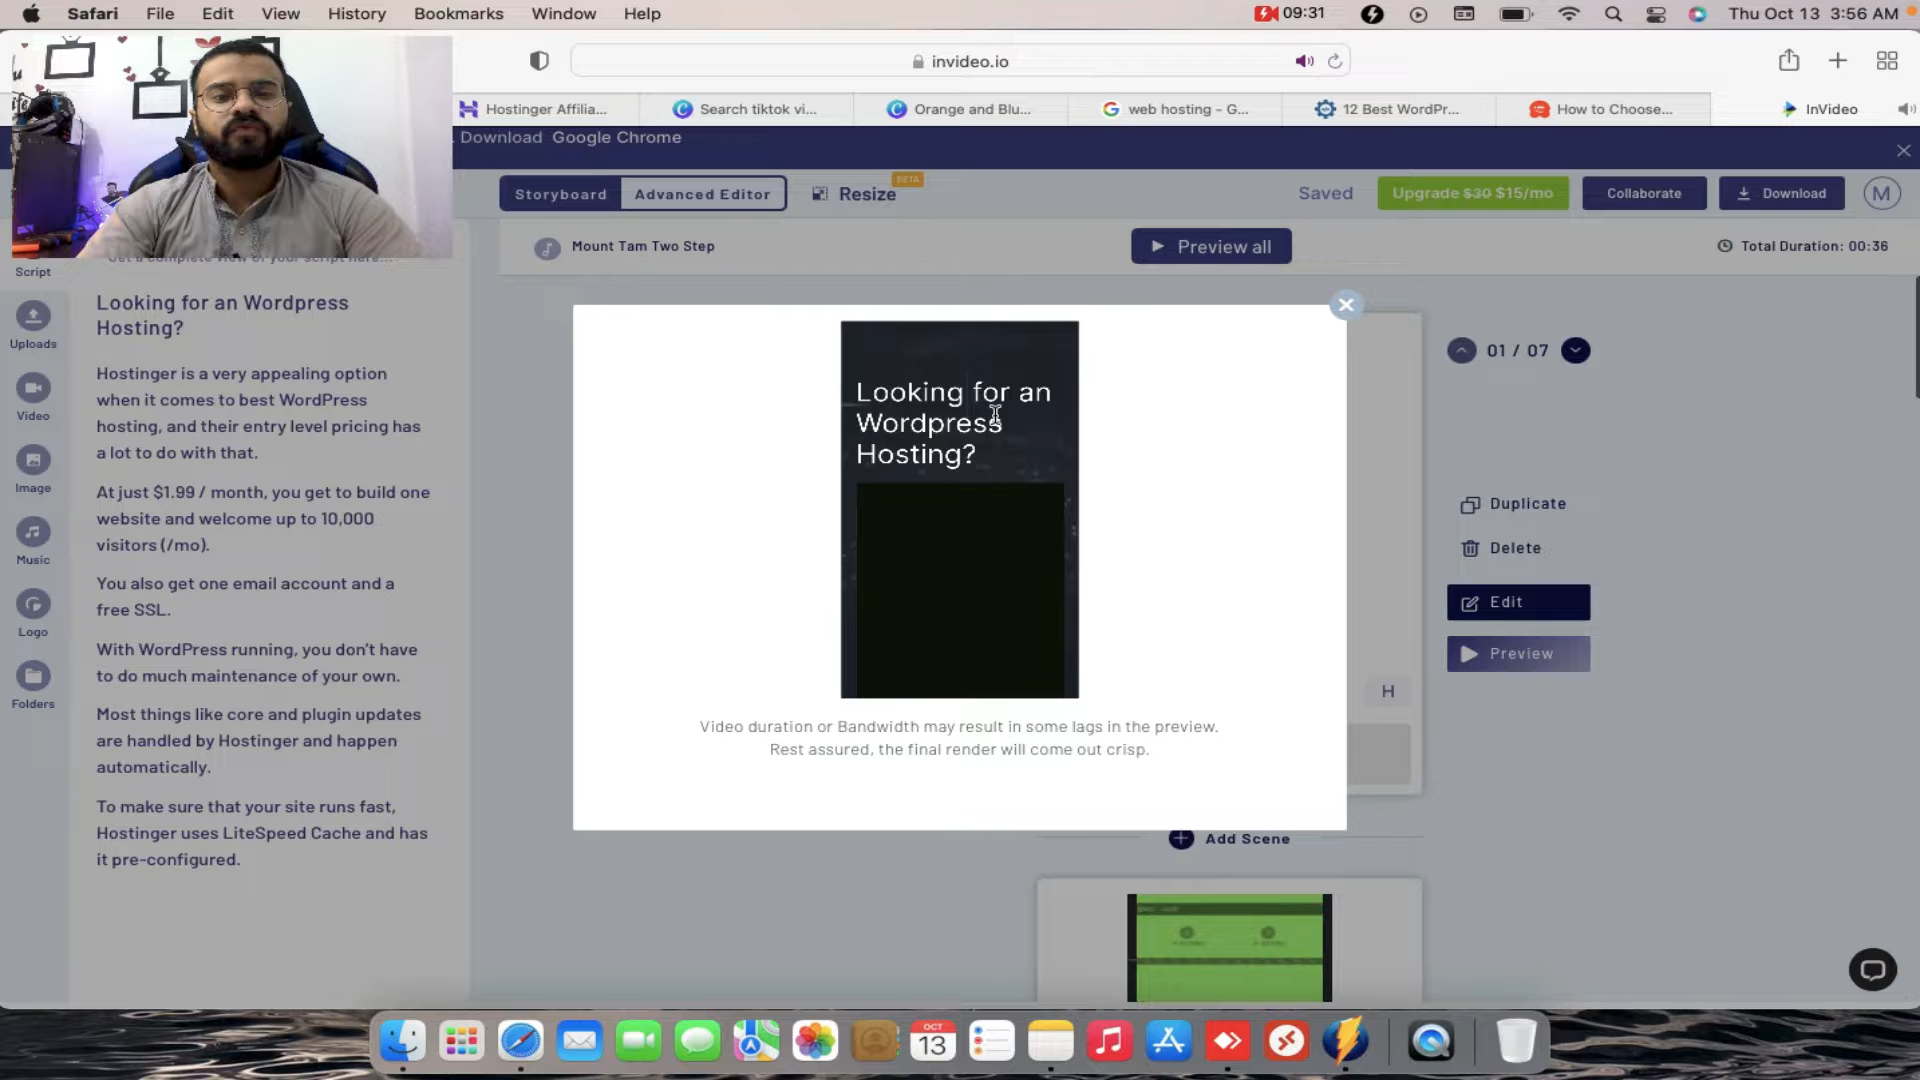 Safari File Edit View History Bookmarks Window Help
09:31 Thu Oct 13 3:56 AM
invideo.io
Hostinger Affilia... Search tiktok vi... Orange and Blu... web hosting - G... 12 Best WordPr... How to Choose... InVideo
Download Google Chrome
Storyboard Advanced Editor Resize BETA Saved Upgrade $30 $15/mo Collaborate Download M
Mount Tam Two Step Preview all Total Duration: 00:36
Get a complete view of your script here...
Script
Uploads
Video
Image
Music
Logo
Folders
Looking for an Wordpress
Hosting?
Hostinger is a very appealing option
when it comes to best WordPress
hosting, and their entry level pricing has
a lot to do with that.
At just $1.99 / month, you get to build one
website and welcome up to 10,000
visitors (/mo).
You also get one email account and a
free SSL.
With WordPress running, you don't have
to do much maintenance of your own.
Most things like core and plugin updates
are handled by Hostinger and happen
automatically.
To make sure that your site runs fast,
Hostinger uses LiteSpeed Cache and has
it pre-configured.
Looking for an
Wordpress
Hosting?
Video duration or Bandwidth may result in some lags in the preview.
Rest assured, the final render will come out crisp.
01 / 07
Duplicate
Delete
Edit
Preview
H
Add Scene
OCT
13